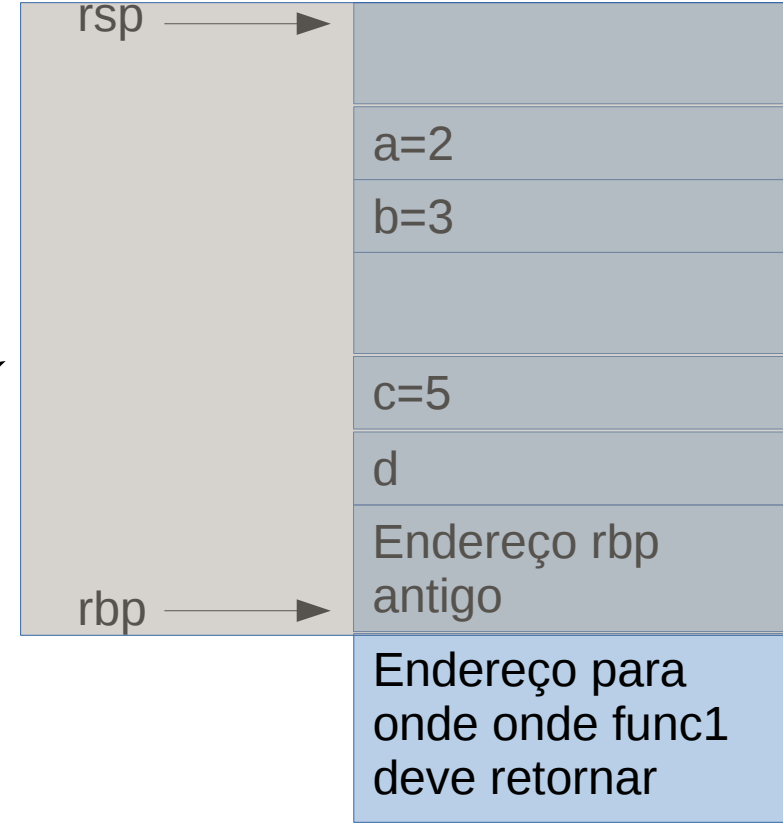 rsp
a=2
b=3
c=5
d
Endereço rbp
antigo
rbp
Endereço para
onde onde func1
deve retornar